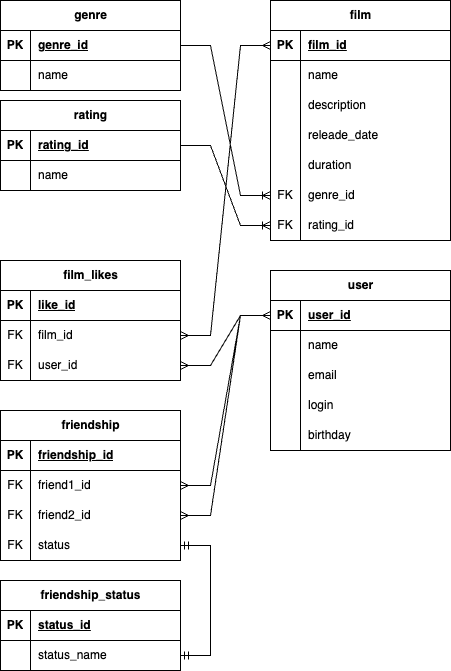 genre
PK genre_id
name
rating
PK rating_id
name
film
PK film_id
name
description
releade_date
duration
FK genre_id
FK rating_id
film_likes
PK like_id
FK film_id
FK user_id
user
PK user_id
name
email
login
birthday
friendship
PK friendship_id
FK friend1_id
FK friend2_id
FK status
friendship_status
PK status_id
status_name